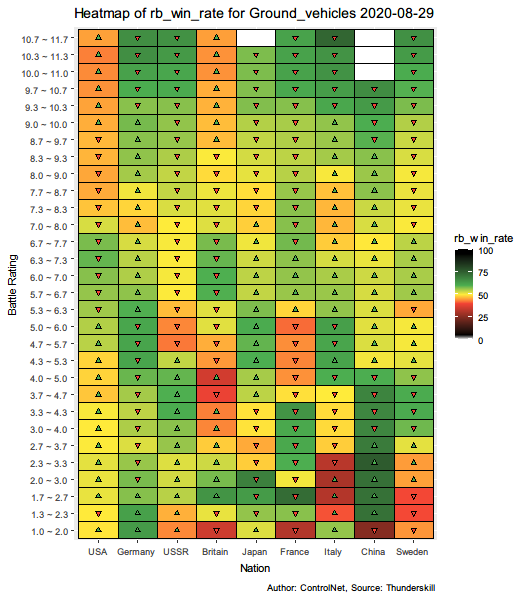 Heatmap of rb_win_rate for Ground_vehicles 2020-08-29
Battle Rating
10.7 ~ 11.7
10.3 ~ 11.3
10.0 ~ 11.0
9.7 ~ 10.7
9.3 ~ 10.3
9.0 ~ 10.0
8.7 ~ 9.7
8.3 ~ 9.3
8.0 ~ 9.0
7.7 ~ 8.7
7.3 ~ 8.3
7.0 ~ 8.0
6.7 ~ 7.7
6.3 ~ 7.3
6.0 ~ 7.0
5.7 ~ 6.7
5.3 ~ 6.3
5.0 ~ 6.0
4.7 ~ 5.7
4.3 ~ 5.3
4.0 ~ 5.0
3.7 ~ 4.7
3.3 ~ 4.3
3.0 ~ 4.0
2.7 ~ 3.7
2.3 ~ 3.3
2.0 ~ 3.0
1.7 ~ 2.7
1.3 ~ 2.3
1.0 ~ 2.0
USA Germany USSR Britain Japan France Italy China Sweden
Nation
rb_win_rate
100
75
50
25
0
Author: ControlNet, Source: Thunderskill